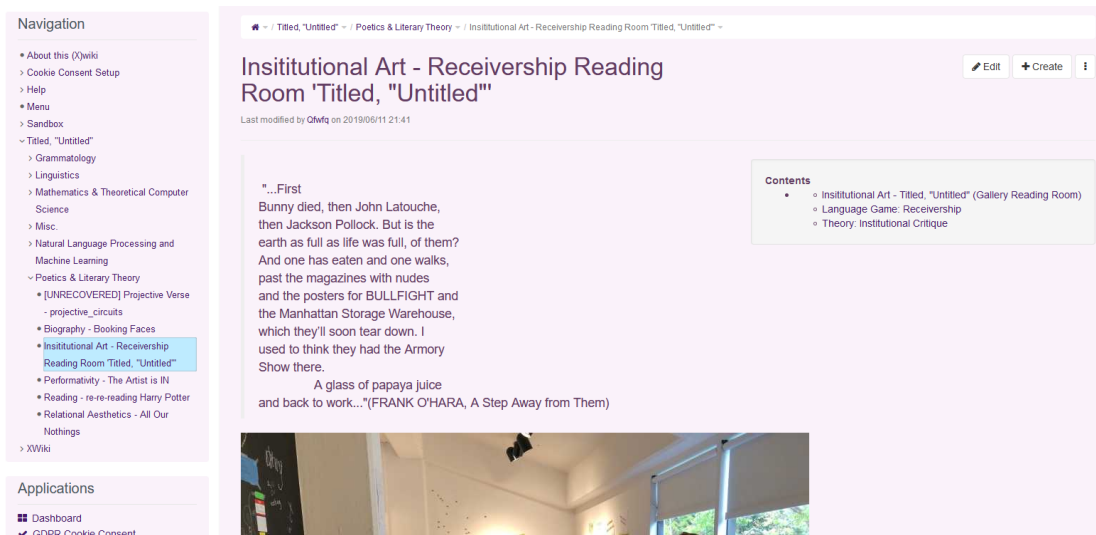 Navigation
About this (X)wiki
Cookie Consent Setup
Help
Menu
Sandbox
Titled, "Untitled"
Grammatology
Linguistics
Mathematics & Theoretical Computer
Science
Misc.
Natural Language Processing and
Machine Learning
Poetics & Literary Theory
[UNRECOVERED] Projective Verse
- projective_circuits
Biography - Booking Faces
Insititutional Art - Receivership
Reading Room 'Titled, "Untitled"'
Performativity - The Artist is IN
Reading - re-re-reading Harry Potter
Relational Aesthetics - All Our
Nothings
XWiki
Applications
Dashboard
GDPR Cookie Consent
/ Titled, "Untitled" / Poetics & Literary Theory / Insititutional Art - Receivership Reading Room 'Titled, "Untitled"'
Insititutional Art - Receivership Reading
Room 'Titled, "Untitled"'
Edit
Create
Last modified by Qfwfq on 2019/06/11 21:41
"...First
Bunny died, then John Latouche,
then Jackson Pollock. But is the
earth as full as life was full, of them?
And one has eaten and one walks,
past the magazines with nudes
and the posters for BULLFIGHT and
the Manhattan Storage Warehouse,
which they'll soon tear down. I
used to think they had the Armory
Show there.
A glass of papaya juice
and back to work..."(FRANK O'HARA, A Step Away from Them)
Contents
Insititutional Art - Titled, "Untitled" (Gallery Reading Room)
Language Game: Receivership
Theory: Institutional Critique